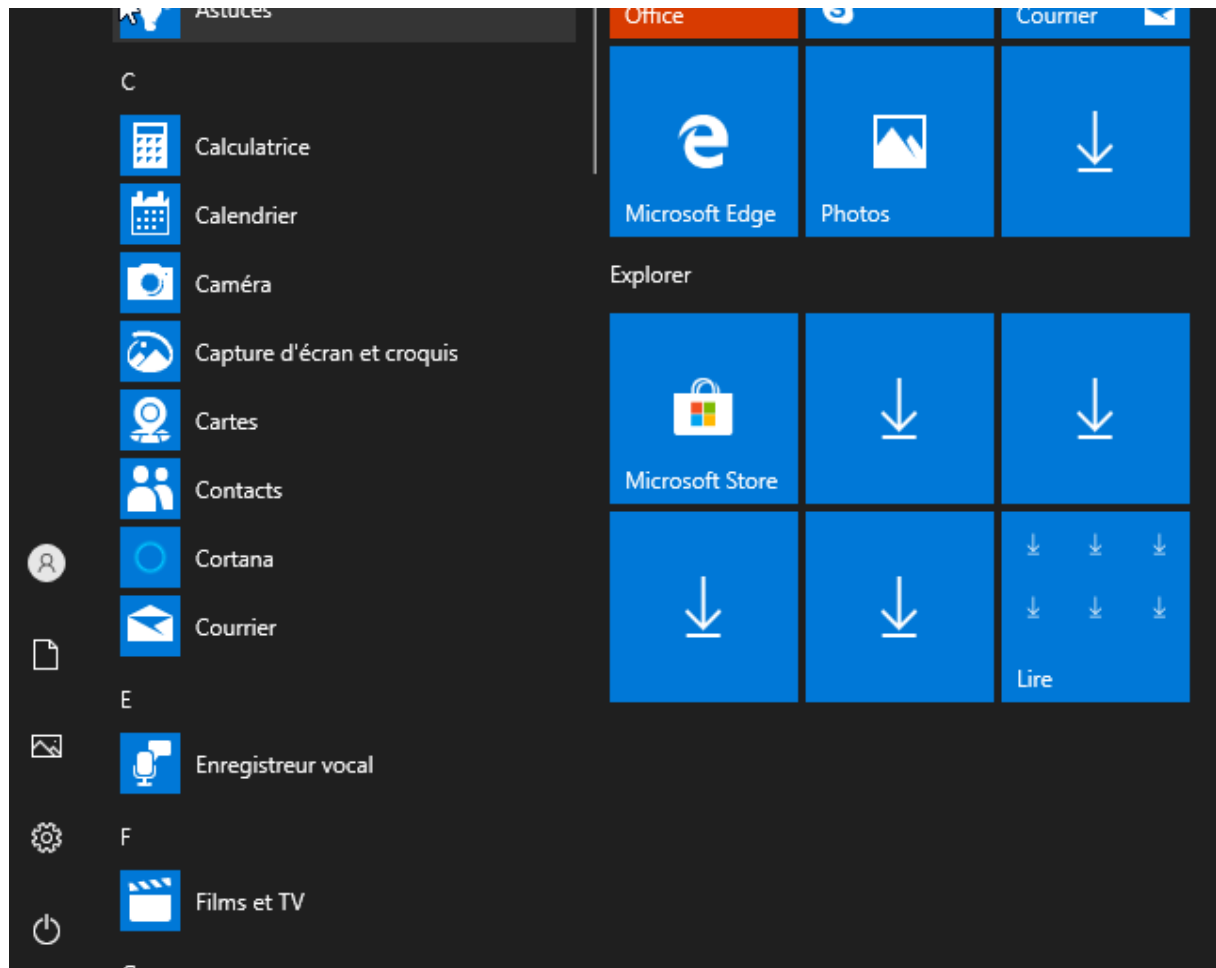 Astuces
C
Calculatrice
Calendrier
Caméra
Capture d'écran et croquis
Cartes
Contacts
Cortana
Courrier
E
Enregistreur vocal
F
Films et TV
Office
Courrier
Microsoft Edge
Photos
Explorer
Microsoft Store
Lire